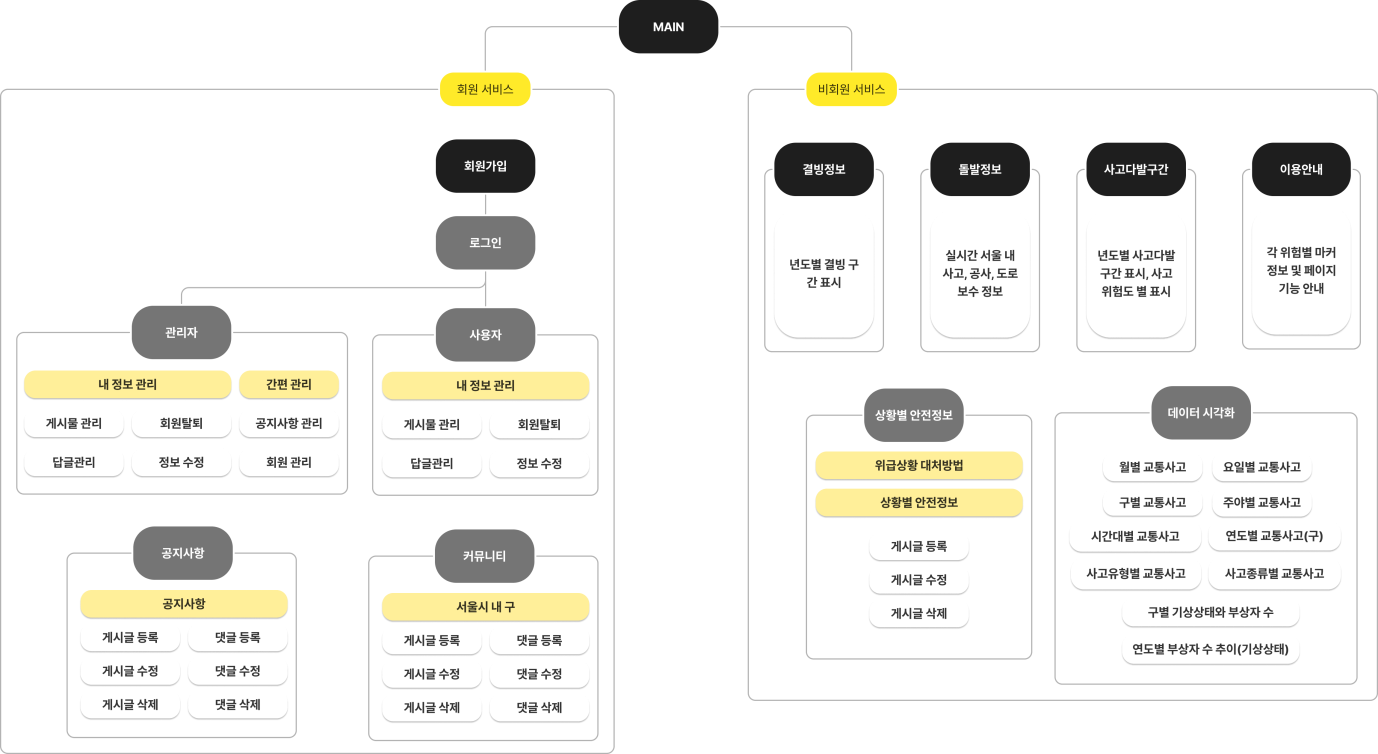 MAIN
회원 서비스
회원가입
로그인
관리자
내 정보 관리
간편 관리
게시물 관리
회원탈퇴
공지사항 관리
답글관리
정보 수정
회원 관리
사용자
내 정보 관리
게시물 관리
회원탈퇴
답글관리
정보 수정
공지사항
공지사항
게시글 등록
댓글 등록
게시글 수정
댓글 수정
게시글 삭제
댓글 삭제
커뮤니티
서울시 내 구
게시글 등록
댓글 등록
게시글 수정
댓글 수정
게시글 삭제
댓글 삭제
비회원 서비스
결빙정보
년도별 결빙 구
간 표시
돌발정보
실시간 서울 내
사고, 공사, 도로
보수 정보
사고다발구간
년도별 사고다발
구간 표시, 사고
위험도 별 표시
이용안내
각 위험별 마커
정보 및 페이지
기능 안내
상황별 안전정보
위급상황 대처방법
상황별 안전정보
게시글 등록
게시글 수정
게시글 삭제
데이터 시각화
월별 교통사고
요일별 교통사고
구별 교통사고
주야별 교통사고
시간대별 교통사고
연도별 교통사고(구)
사고유형별 교통사고
사고종류별 교통사고
구별 기상상태와 부상자 수
연도별 부상자 수 추이(기상상태)